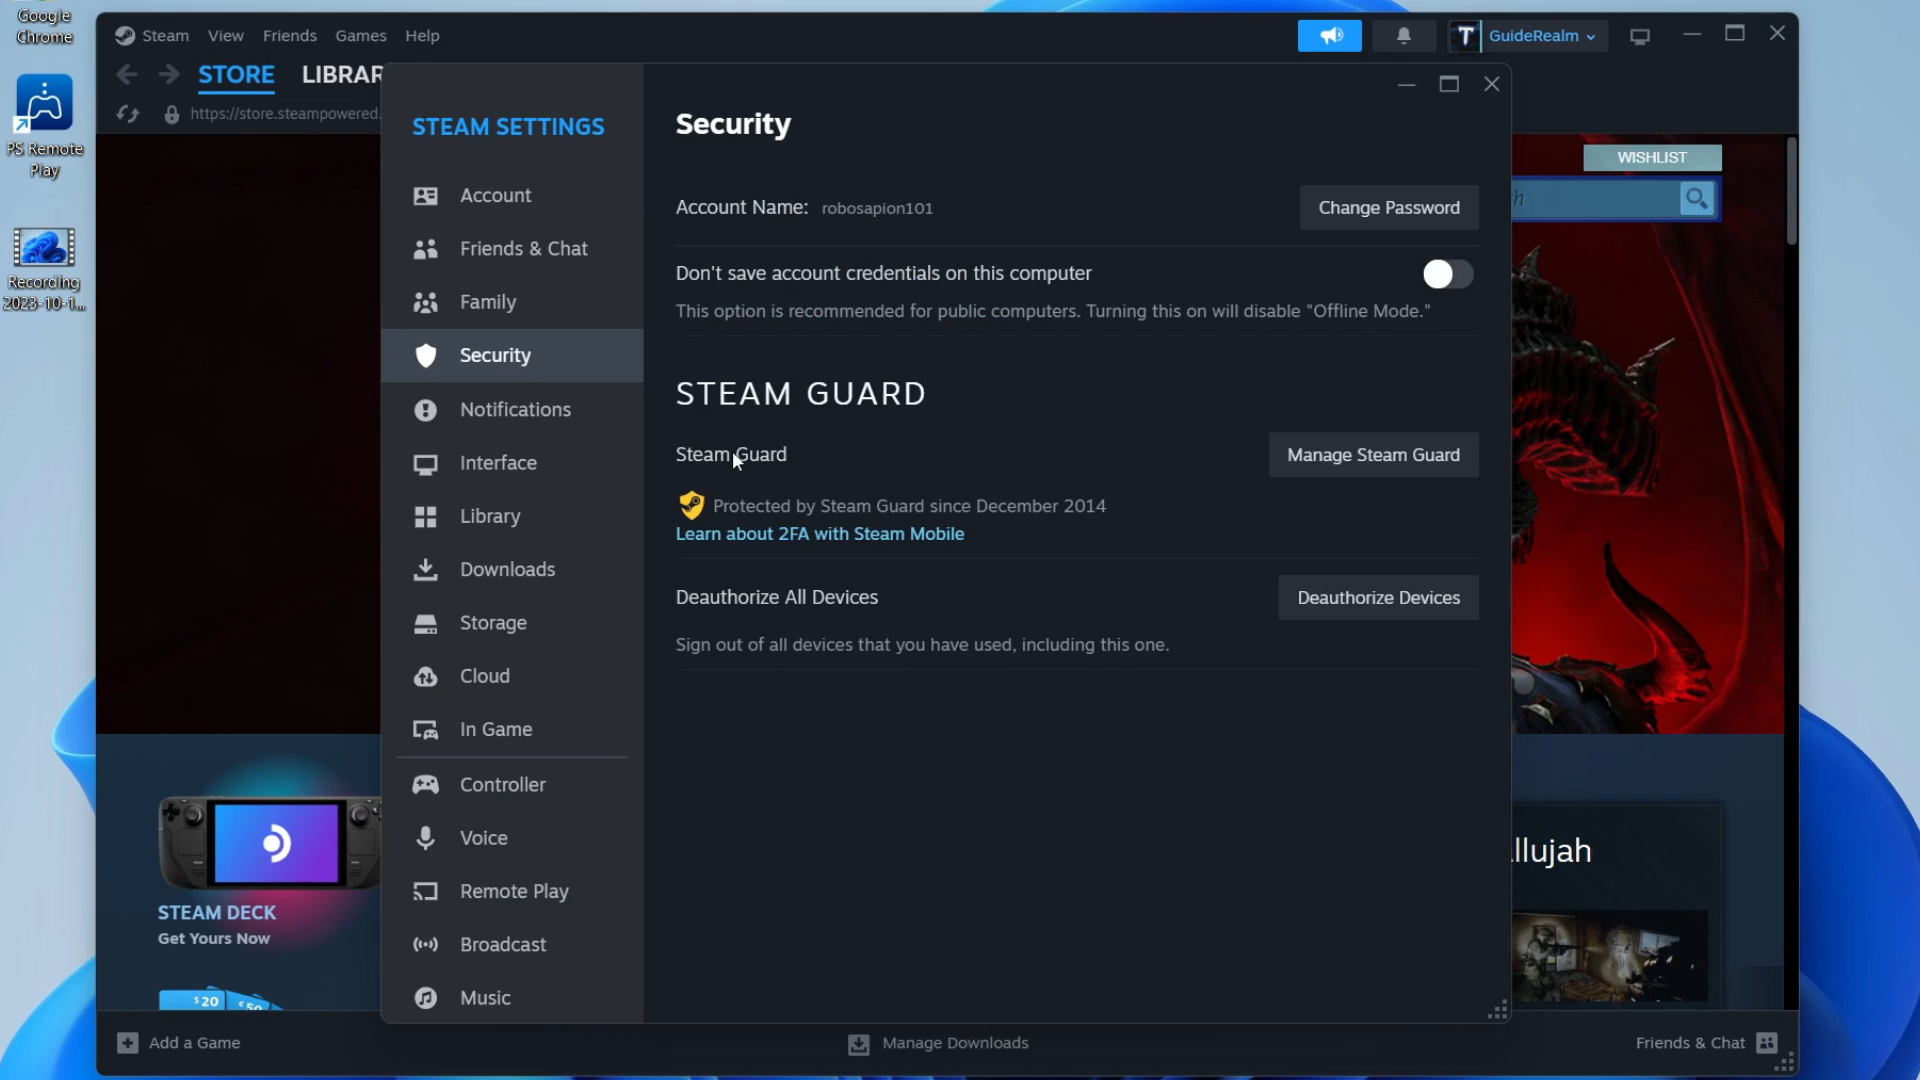 Google
Chrome
PS Remote
Play
Recording
2023-10-1...
Steam View Friends Games Help
T GuideRealm
STORE LIBRAR
https://store.steampowered.
WISHLIST
STEAM SETTINGS
Account
Friends & Chat
Family
Security
Notifications
Interface
Library
Downloads
Storage
Cloud
In Game
Controller
Voice
Remote Play
Broadcast
Music
Security
Account Name: robosapion101
Change Password
Don't save account credentials on this computer
This option is recommended for public computers. Turning this on will disable "Offline Mode."
STEAM GUARD
Steam Guard
Manage Steam Guard
Protected by Steam Guard since December 2014
Learn about 2FA with Steam Mobile
Deauthorize All Devices
Deauthorize Devices
Sign out of all devices that you have used, including this one.
STEAM DECK
Get Yours Now
$20
llujah
Add a Game
Manage Downloads
Friends & Chat